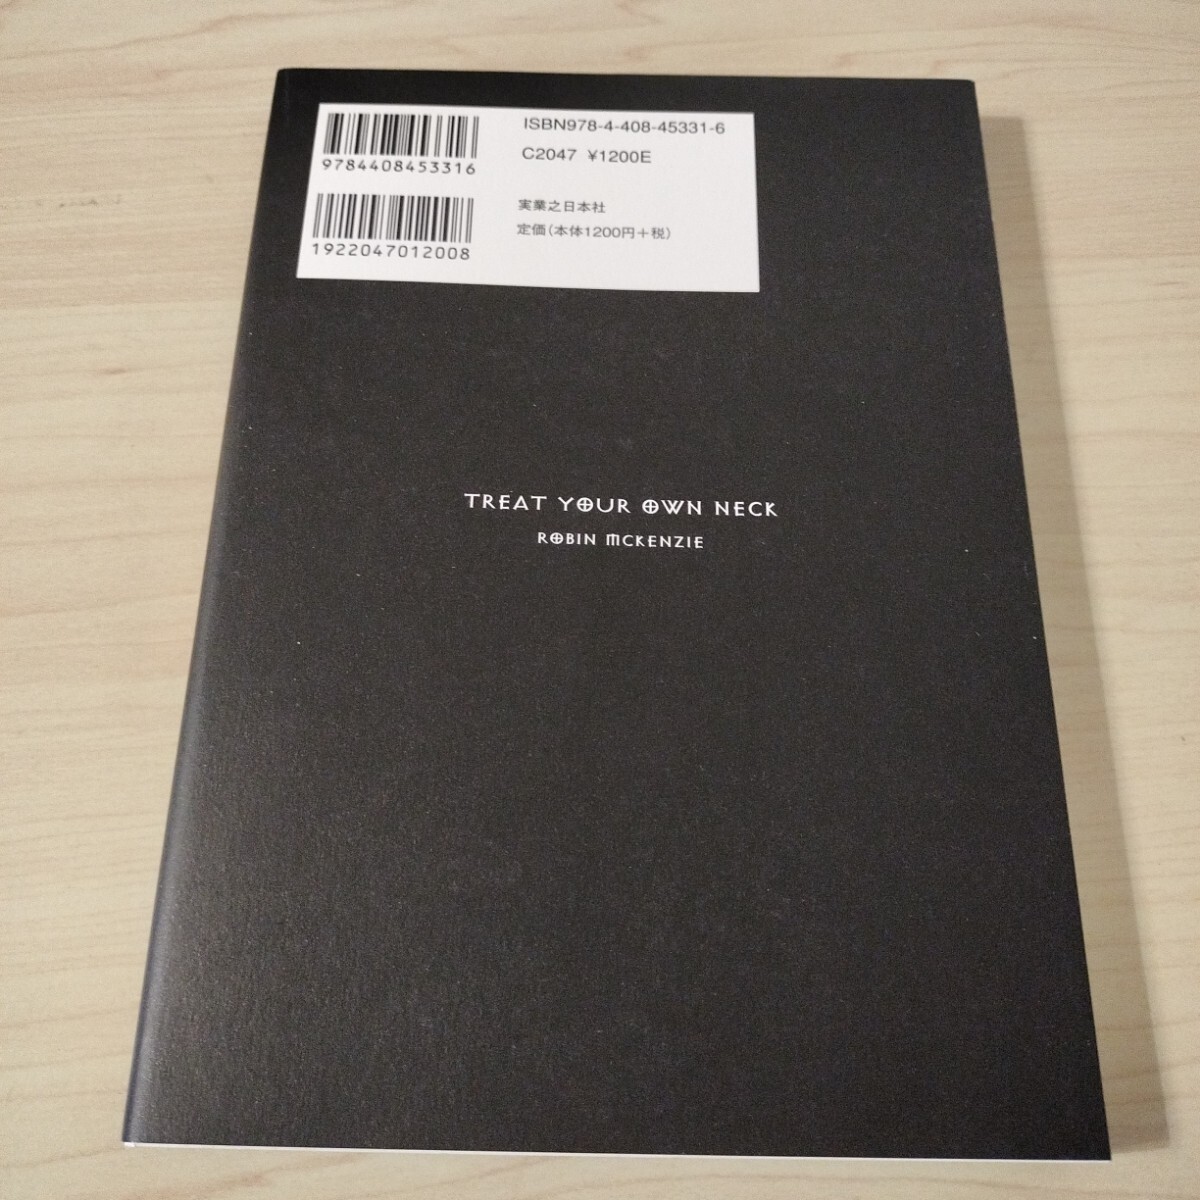 ISBN978-4-408-45331-6
9784408453316
C2047 ¥1200E
実業之日本社
定価(本体1200円+税)
1922047012008
TREAT YOUR OWN NECK
ROBIN MCKENZIE